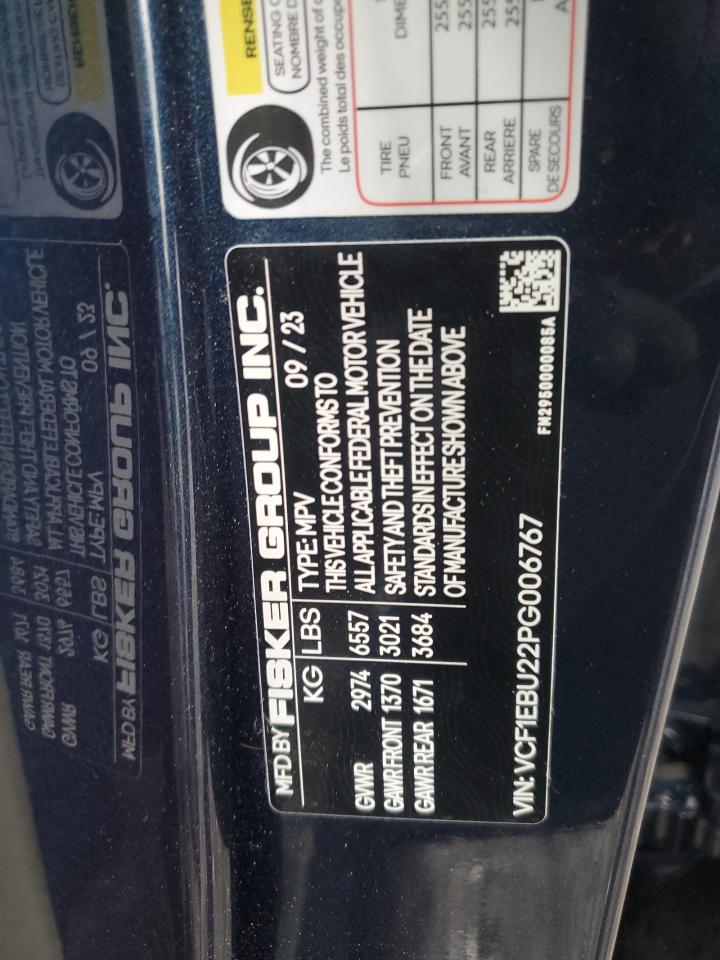 MFD BY FISKER GROUP INC.
KG LBS TYPE: MPV 09 / 23
GVWR 2974 6557
GAWR FRONT 1370 3021
GAWR REAR 1671 3684
THIS VEHICLE CONFORMS TO
ALL APPLICABLE FEDERAL MOTOR VEHICLE
SAFETY AND THEFT PREVENTION
STANDARDS IN EFFECT ON THE DATE
OF MANUFACTURE SHOWN ABOVE
VIN: VCF1EBU22PG006767
FM29S0000085A
RENSE
SEATING
NOMBRE D
The combined weight of
Le poids total des occup
TIRE
PNEU
DIME
FRONT 255
AVANT 255
REAR 255
ARRIERE 255
SPARE
DE SECOURS